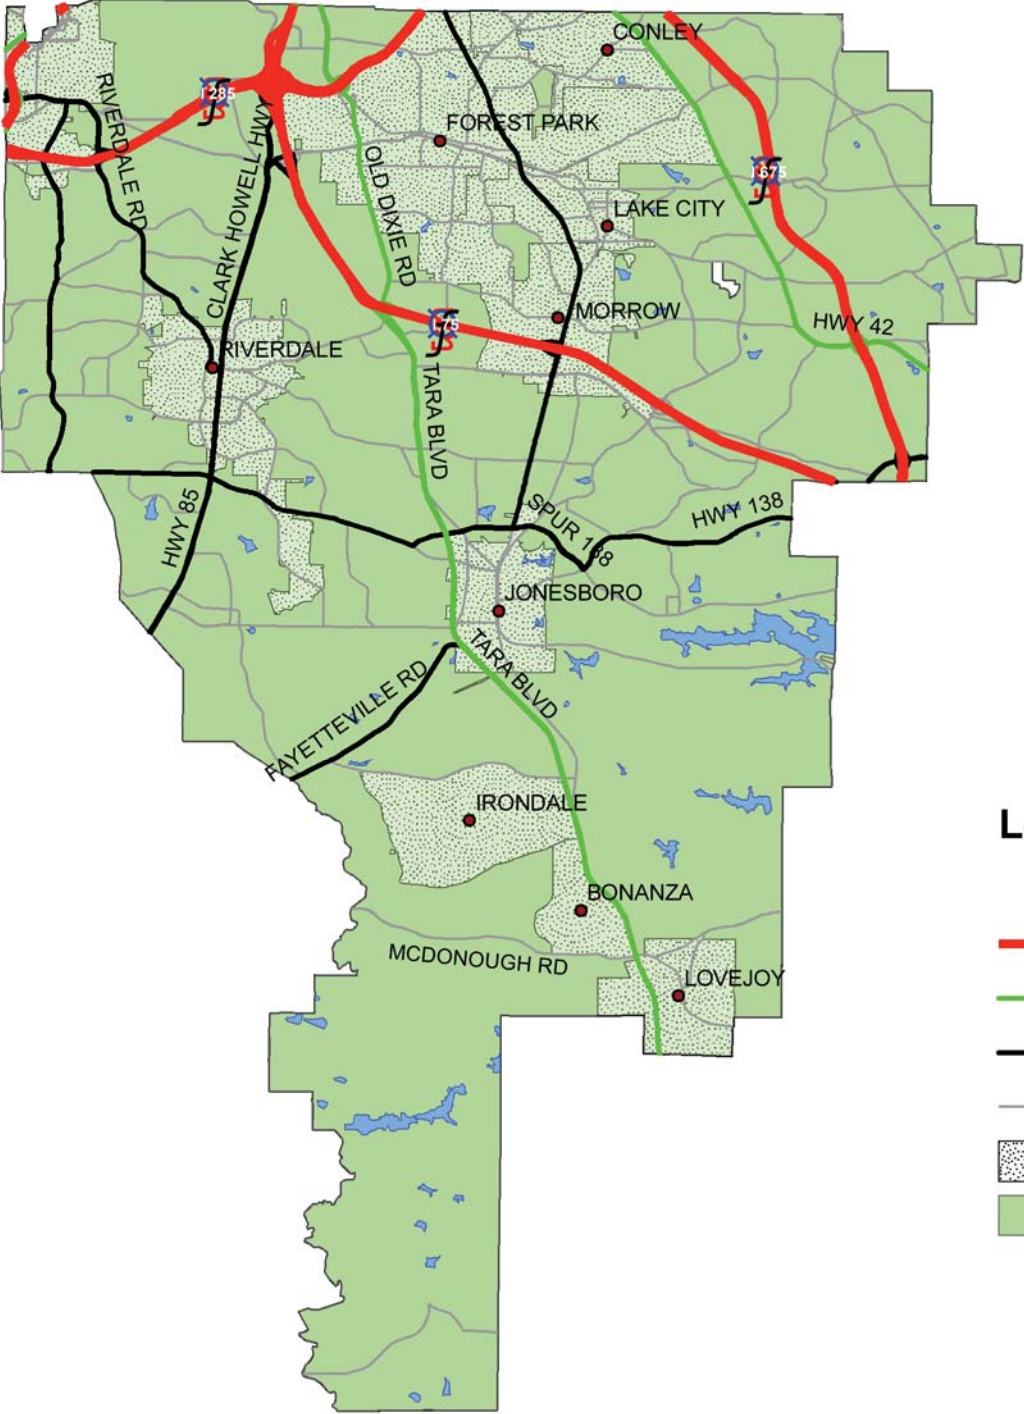 CONLEY
RIVERDALE RD
I 285
FOREST PARK
CLARK HOWELL HWY
OLD DIXIE RD
I 675
LAKE CITY
MORROW
HWY 42
I 75
RIVERDALE
TARA BLVD
HWY 85
SPUR 138
HWY 138
JONESBORO
TARA BLVD
FAYETTEVILLE RD
IRONDALE
L
BONANZA
MCDONOUGH RD
LOVEJOY